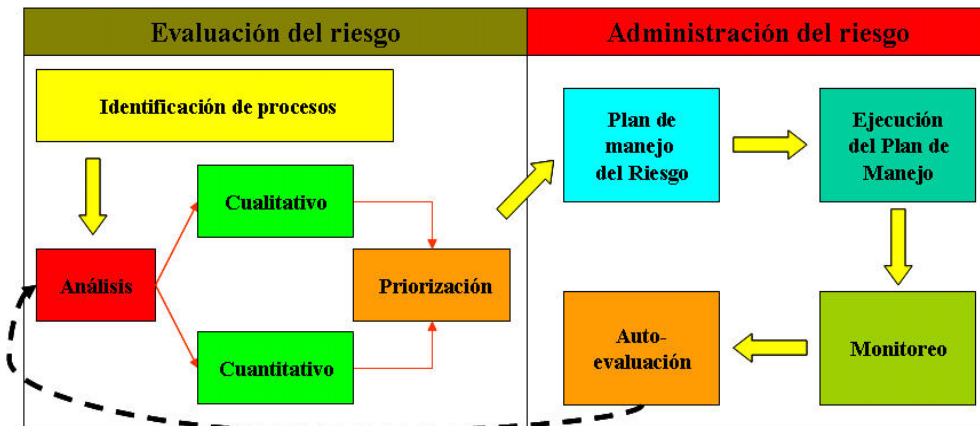 Evaluación del riesgo
Administración del riesgo
Identificación de procesos
Análisis
Cualitativo
Cuantitativo
Priorización
Plan de
manejo
del Riesgo
Ejecución
del Plan de
Manejo
Monitoreo
Auto-
evaluación